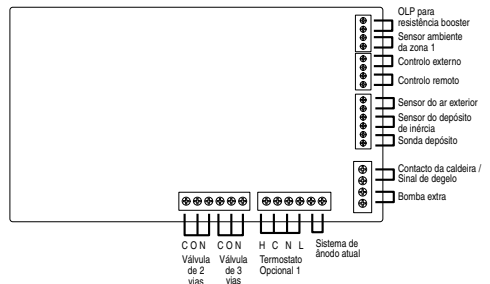 OLP para
resistência booster
Sensor ambiente
da zona 1
Controlo externo
Controlo remoto
Sensor do ar exterior
Sensor do depósito
de inércia
Sonda depósito
Contacto da caldeira /
Sinal de degelo
Bomba extra
C O N C O N H C N L
Válvula
de 2
vias
Válvula
de 3
vias
Termostato
Opcional 1
Sistema de
ânodo atual